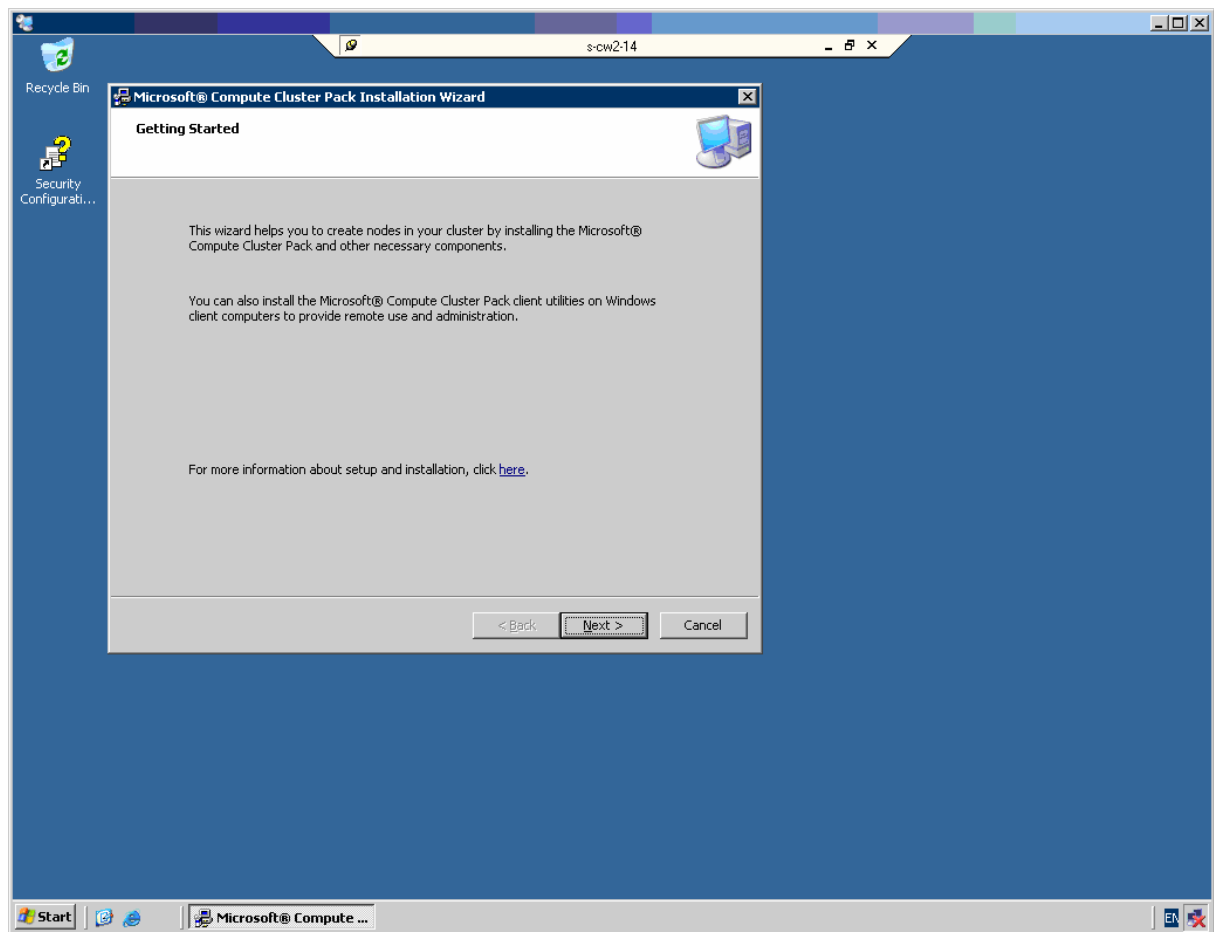 s-cw2-14
Recycle Bin
Microsoft® Compute Cluster Pack Installation Wizard
Getting Started
Security
Configurati...
This wizard helps you to create nodes in your cluster by installing the Microsoft®
Compute Cluster Pack and other necessary components.
You can also install the Microsoft® Compute Cluster Pack client utilities on Windows
client computers to provide remote use and administration.
For more information about setup and installation, click here.
< Back
Next >
Cancel
Start
Microsoft® Compute ...
EN